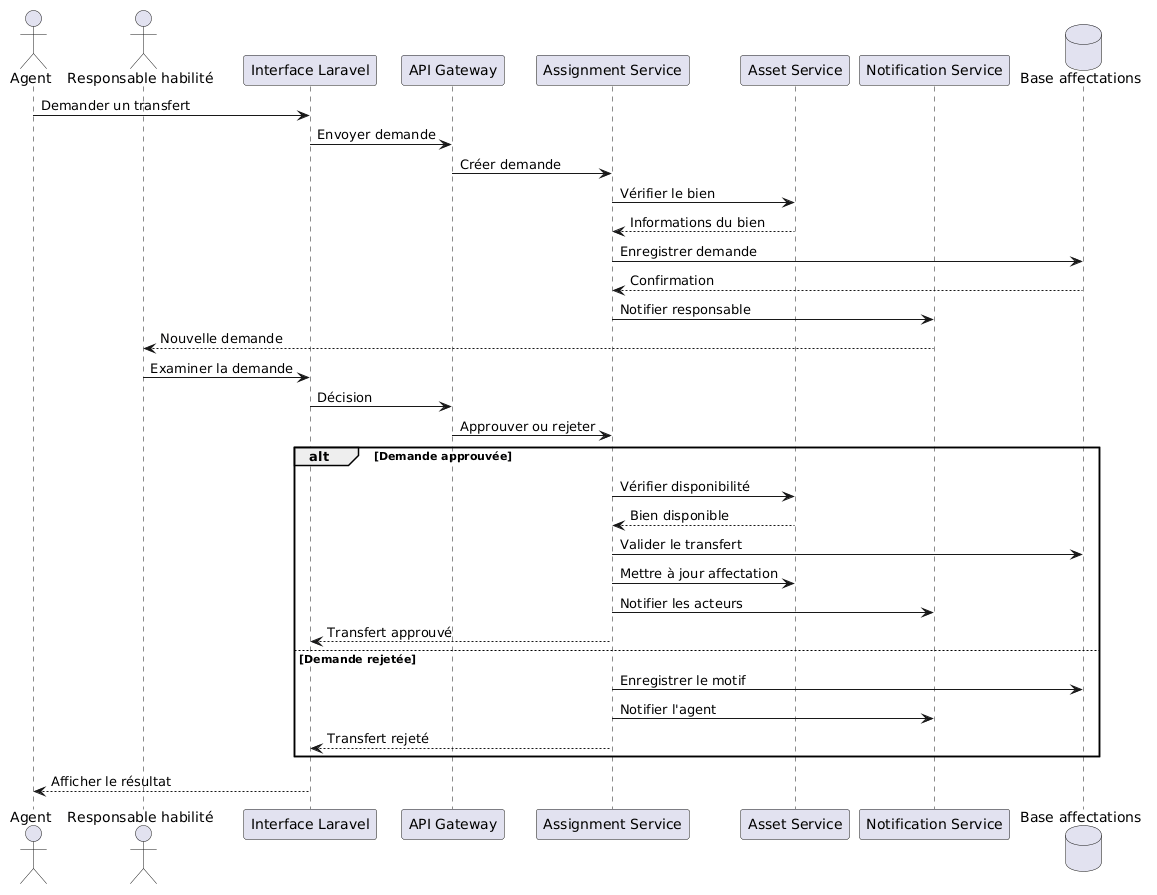 Agent
Responsable habilité
Interface Laravel
API Gateway
Assignment Service
Asset Service
Notification Service
Base affectations
Demander un transfert
Envoyer demande
Créer demande
Vérifier le bien
Informations du bien
Enregistrer demande
Confirmation
Notifier responsable
Nouvelle demande
Examiner la demande
Décision
Approuver ou rejeter
alt [Demande approuvée]
Vérifier disponibilité
Bien disponible
Valider le transfert
Mettre à jour affectation
Notifier les acteurs
Transfert approuvé
[Demande rejetée]
Enregistrer le motif
Notifier l'agent
Transfert rejeté
Afficher le résultat
Agent
Responsable habilité
Interface Laravel
API Gateway
Assignment Service
Asset Service
Notification Service
Base affectations